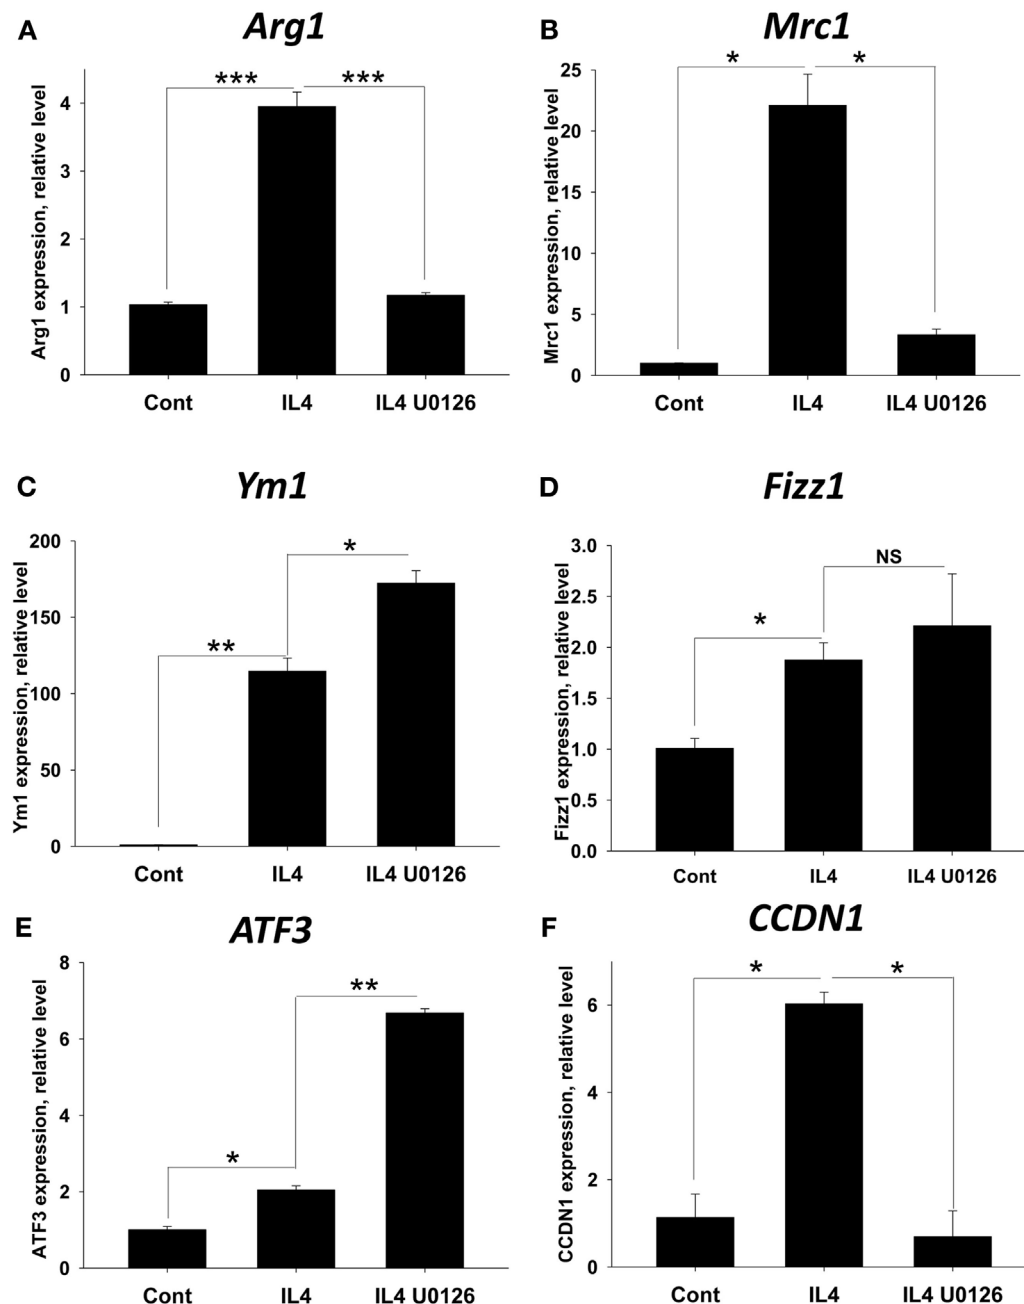 A
Arg1
Arg1 expression, relative level
4
3
2
1
0
***
***
Cont
IL4
IL4 U0126
B
Mrc1
Mrc1 expression, relative level
25
20
15
10
5
0
*
*
Cont
IL4
IL4 U0126
C
Ym1
Ym1 expression, relative level
200
150
100
50
0
**
*
Cont
IL4
IL4 U0126
D
Fizz1
Fizz1 expression, relative level
3.0
2.5
2.0
1.5
1.0
0.5
0.0
*
NS
Cont
IL4
IL4 U0126
E
ATF3
ATF3 expression, relative level
8
6
4
2
0
*
**
Cont
IL4
IL4 U0126
F
CCDN1
CCDN1 expression, relative level
6
4
2
0
*
*
Cont
IL4
IL4 U0126